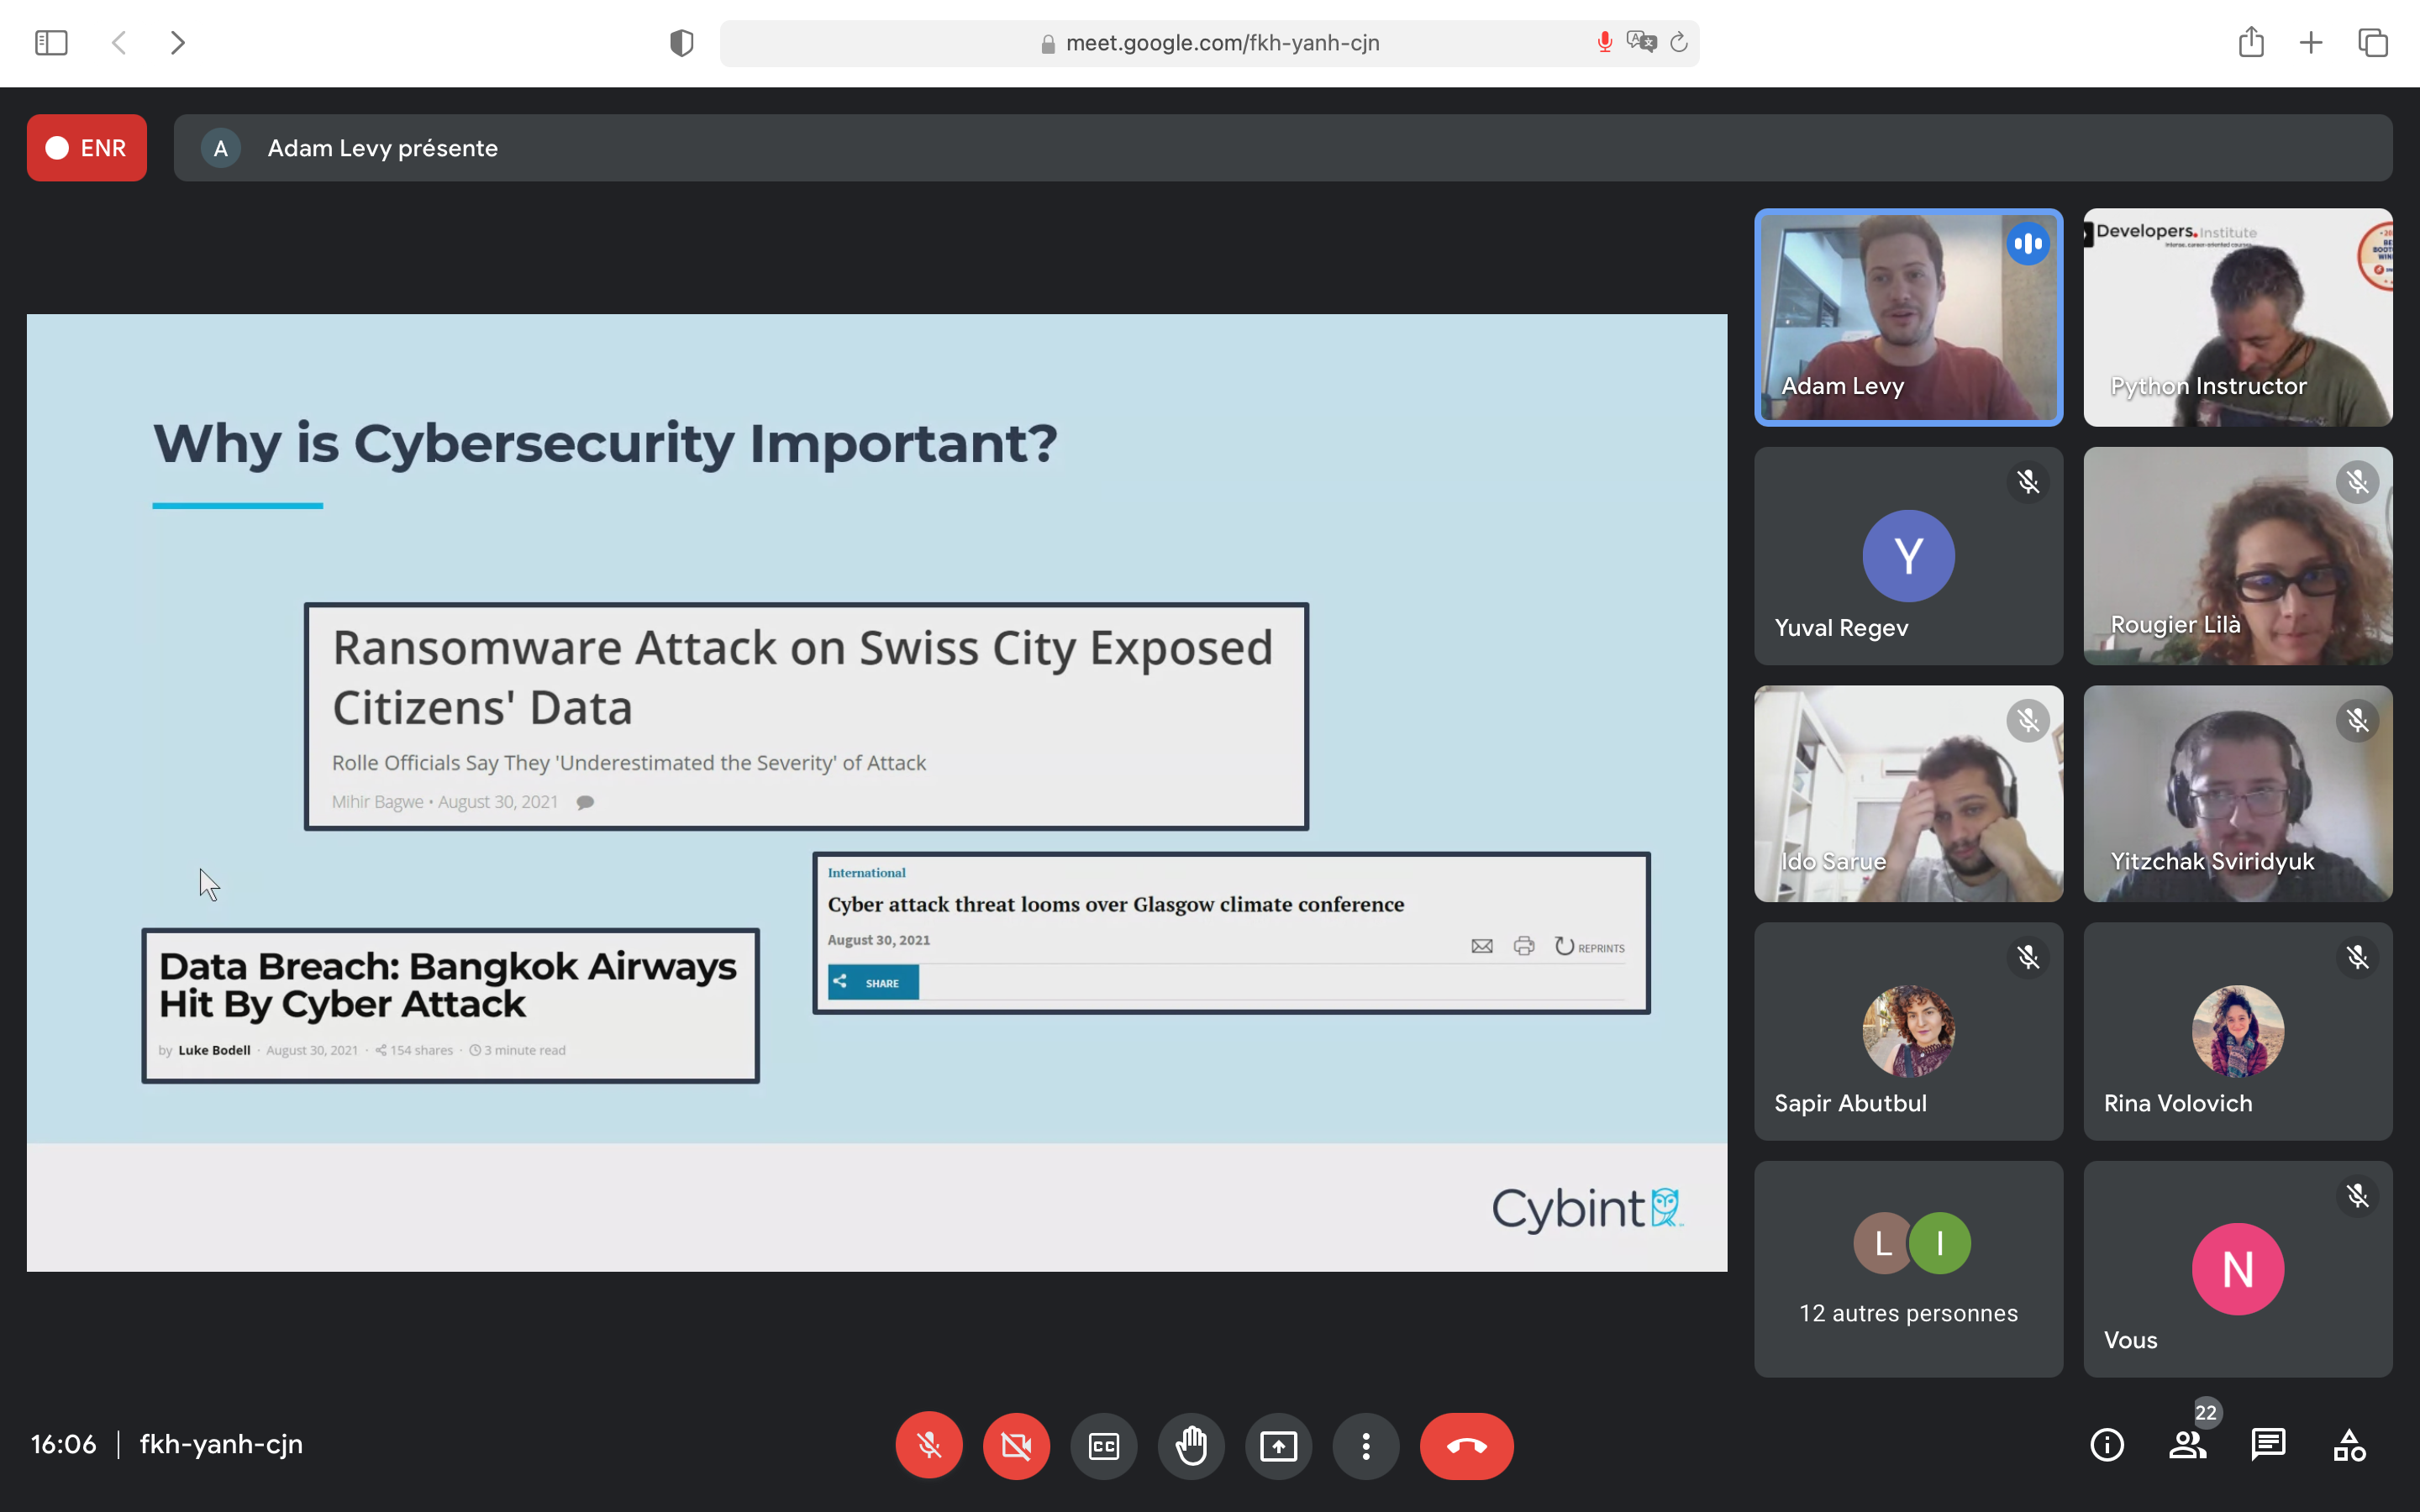 meet.google.com/fkh-yanh-cjn
ENR
A
Adam Levy présente
Why is Cybersecurity Important?
Ransomware Attack on Swiss City Exposed
Citizens' Data
Rolle Officials Say They 'Underestimated the Severity' of Attack
Mihir Bagwe • August 30, 2021
International
Cyber attack threat looms over Glasgow climate conference
August 30, 2021
REPRINTS
SHARE
Data Breach: Bangkok Airways
Hit By Cyber Attack
by Luke Bodell · August 30, 2021 · 154 shares · 3 minute read
Cybint
Adam Levy
Developers.Institute
intense, career-oriented courses
Python Instructor
Y
Yuval Regev
Rougier Lilà
Ido Sarue
Yitzchak Sviridyuk
Sapir Abutbul
Rina Volovich
L
I
12 autres personnes
N
Vous
16:06 | fkh-yanh-cjn
CC
22